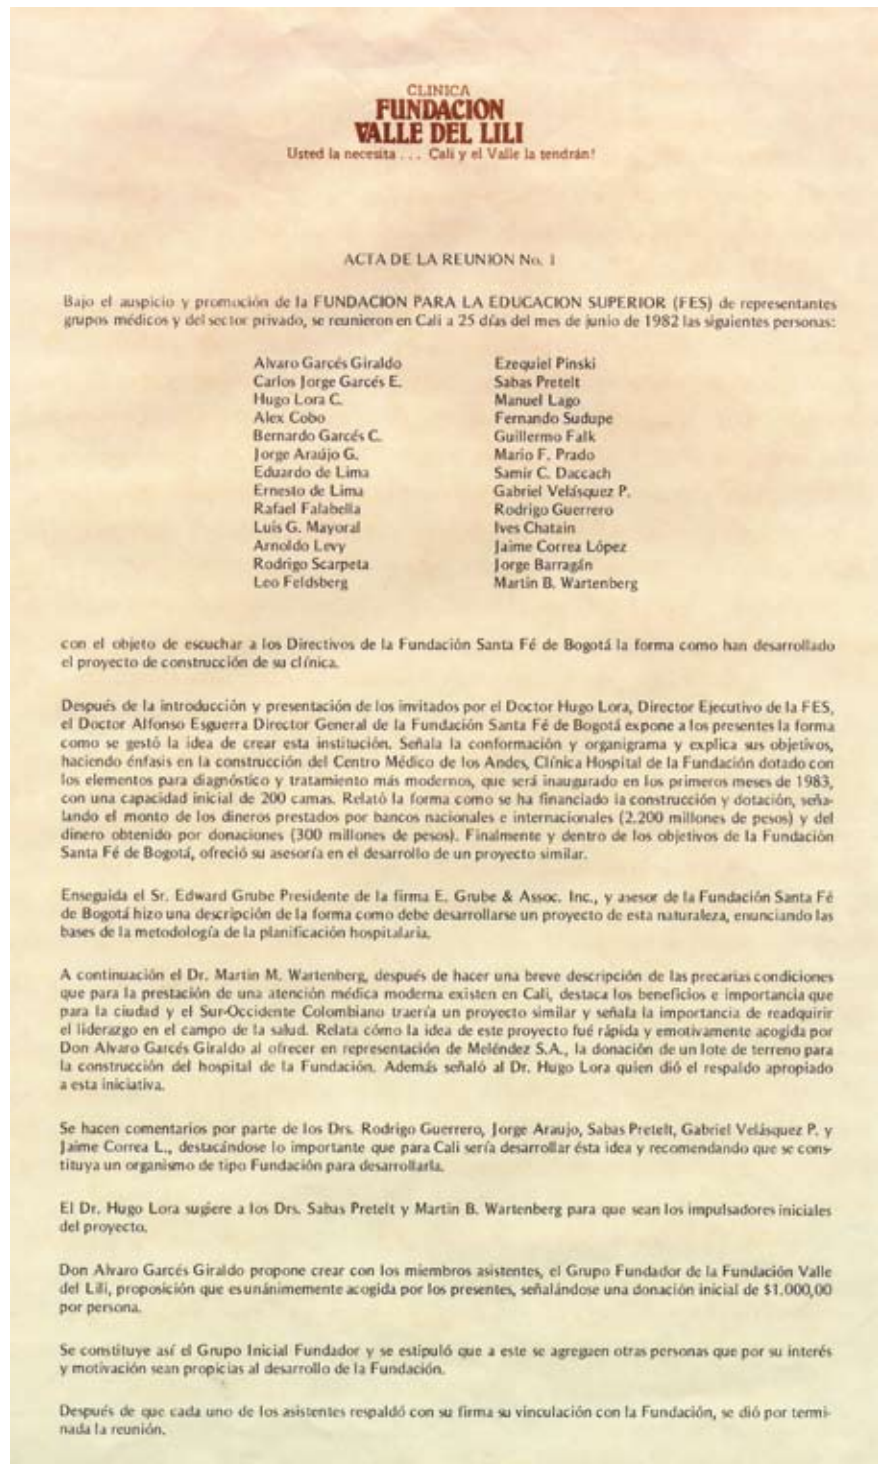 CLINICA
FUNDACION
VALLE DEL LILI
Usted la necesita . . . Cali y el Valle la tendrán!
ACTA DE LA REUNION No. 1
Bajo el auspicio y promoción de la FUNDACION PARA LA EDUCACION SUPERIOR (FES) de representantes
grupos médicos y del sector privado, se reunieron en Cali a 25 días del mes de junio de 1982 las siguientes personas:
Alvaro Garcés Giraldo
Carlos Jorge Garcés E.
Hugo Lora C.
Alex Cobo
Bernardo Garcés C.
Jorge Araújo G.
Eduardo de Lima
Ernesto de Lima
Rafael Falabella
Luis G. Mayoral
Arnoldo Levy
Rodrigo Scarpeta
Leo Feldsberg
Ezequiel Pinski
Sabas Pretelt
Manuel Lago
Fernando Sudupe
Guillermo Falk
Mario F. Prado
Samir C. Daccach
Gabriel Velásquez P.
Rodrigo Guerrero
Ives Chatain
Jaime Correa López
Jorge Barragán
Martin B. Wartenberg
con el objeto de escuchar a los Directivos de la Fundación Santa Fé de Bogotá la forma como han desarrollado
el proyecto de construcción de su clínica.
Después de la introducción y presentación de los invitados por el Doctor Hugo Lora, Director Ejecutivo de la FES,
el Doctor Alfonso Esguerra Director General de la Fundación Santa Fé de Bogotá expone a los presentes la forma
como se gestó la idea de crear esta institución. Señala la conformación y organigrama y explica sus objetivos,
haciendo énfasis en la construcción del Centro Médico de los Andes, Clínica Hospital de la Fundación dotado con
los elementos para diagnóstico y tratamiento más modernos, que será inaugurado en los primeros meses de 1983,
con una capacidad inicial de 200 camas. Relató la forma como se ha financiado la construcción y dotación, seña-
lando el monto de los dineros prestados por bancos nacionales e internacionales (2.200 millones de pesos) y del
dinero obtenido por donaciones (300 millones de pesos). Finalmente y dentro de los objetivos de la Fundación
Santa Fé de Bogotá, ofreció su asesoría en el desarrollo de un proyecto similar.
Enseguida el Sr. Edward Grube Presidente de la firma E. Grube & Assoc. Inc., y asesor de la Fundación Santa Fé
de Bogotá hizo una descripción de la forma como debe desarrollarse un proyecto de esta naturaleza, enunciando las
bases de la metodología de la planificación hospitalaria.
A continuación el Dr. Martin M. Wartenberg, después de hacer una breve descripción de las precarias condiciones
que para la prestación de una atención médica moderna existen en Cali, destaca los beneficios e importancia que
para la ciudad y el Sur-Occidente Colombiano traería un proyecto similar y señala la importancia de readquirir
el liderazgo en el campo de la salud. Relata cómo la idea de este proyecto fué rápida y emotivamente acogida por
Don Alvaro Garcés Giraldo al ofrecer en representación de Meléndez S.A., la donación de un lote de terreno para
la construcción del hospital de la Fundación. Además señaló al Dr. Hugo Lora quien dió el respaldo apropiado
a esta iniciativa.
Se hacen comentarios por parte de los Drs. Rodrigo Guerrero, Jorge Araujo, Sabas Pretelt, Gabriel Velásquez P. y
Jaime Correa L., destacándose lo importante que para Cali sería desarrollar ésta idea y recomendando que se cons-
tituya un organismo de tipo Fundación para desarrollarla.
El Dr. Hugo Lora sugiere a los Drs. Sabas Pretelt y Martin B. Wartenberg para que sean los impulsadores iniciales
del proyecto.
Don Alvaro Garcés Giraldo propone crear con los miembros asistentes, el Grupo Fundador de la Fundación Valle
del Lili, proposición que es unánimemente acogida por los presentes, señalándose una donación inicial de $1.000,00
por persona.
Se constituye así el Grupo Inicial Fundador y se estipuló que a este se agreguen otras personas que por su interés
y motivación sean propicias al desarrollo de la Fundación.
Después de que cada uno de los asistentes respaldó con su firma su vinculación con la Fundación, se dió por termi-
nada la reunión.